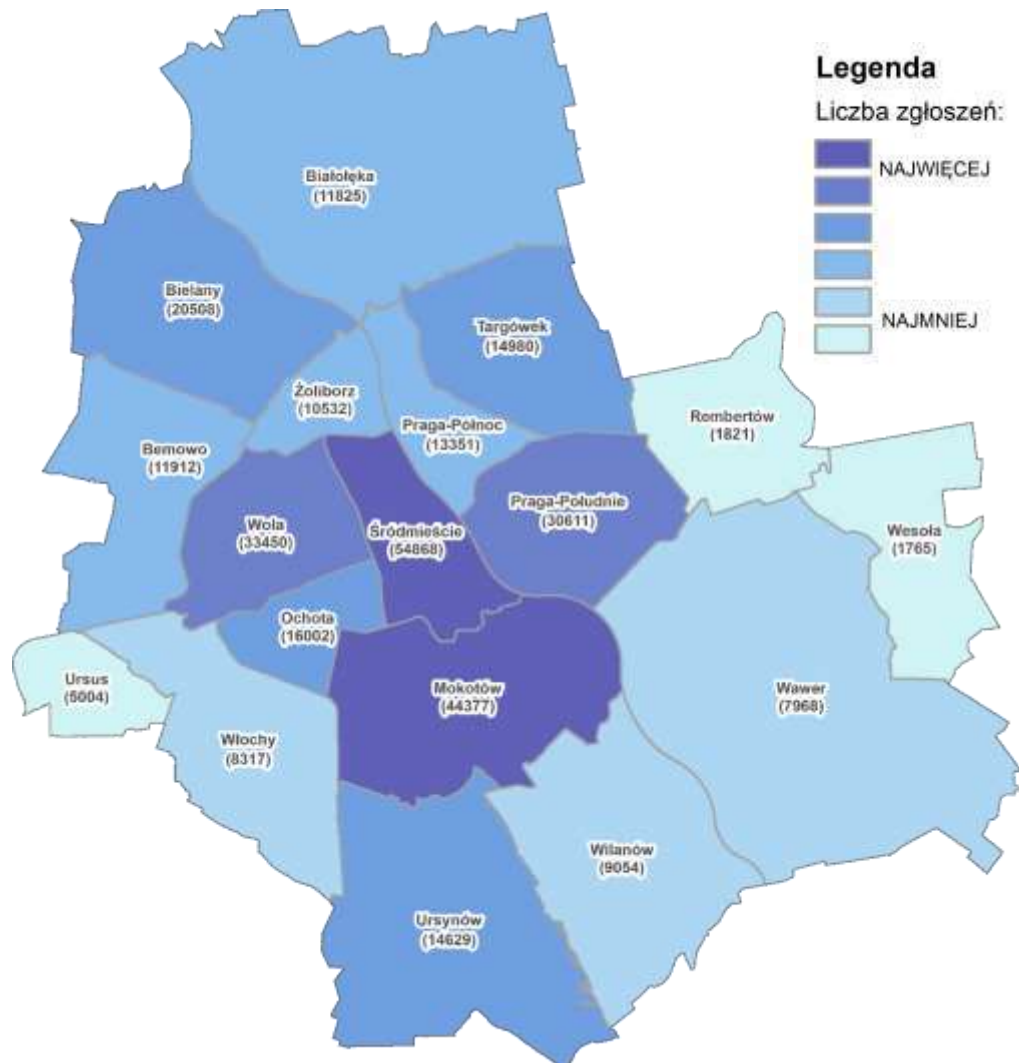 Legenda
Liczba zgłoszeń:
NAJWIĘCEJ
NAJMNIEJ
Białołęka
(11825)
Bielany
(20508)
Targówek
(14980)
Żoliborz
(10532)
Praga-Północ
(13351)
Rembertów
(1821)
Bemowo
(11912)
Wola
(33450)
Śródmieście
(54868)
Praga-Południe
(30611)
Wesoła
(1765)
Ochota
(16002)
Ursus
(5004)
Mokotów
(44377)
Wawer
(7968)
Włochy
(8317)
Wilanów
(9054)
Ursynów
(14629)